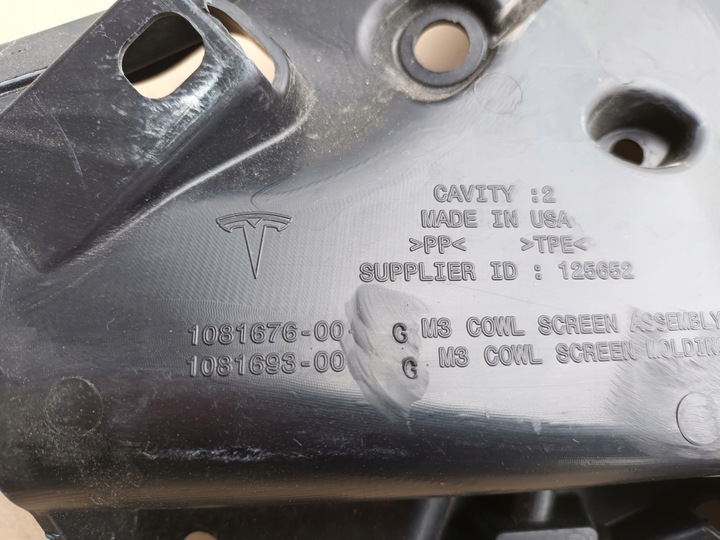 CAVITY :2
MADE IN USA
>PP< >TPE<
SUPPLIER ID : 125652
1081676-00- G M3 COWL SCREEN ASSEMBLY
1081693-00 G M3 COWL SCREEN MOLDIN